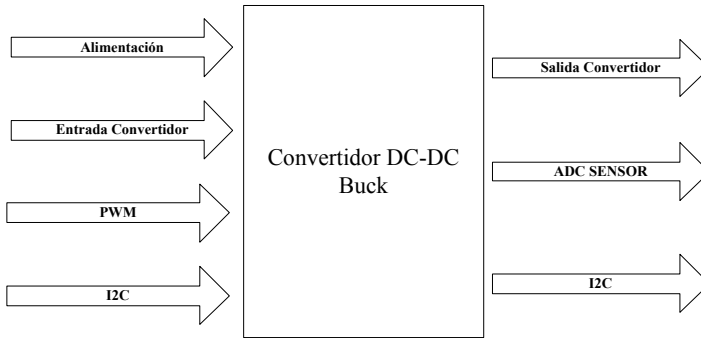 Alimentación
Entrada Convertidor
PWM
I2C
Convertidor DC-DC
Buck
Salida Convertidor
ADC SENSOR
I2C